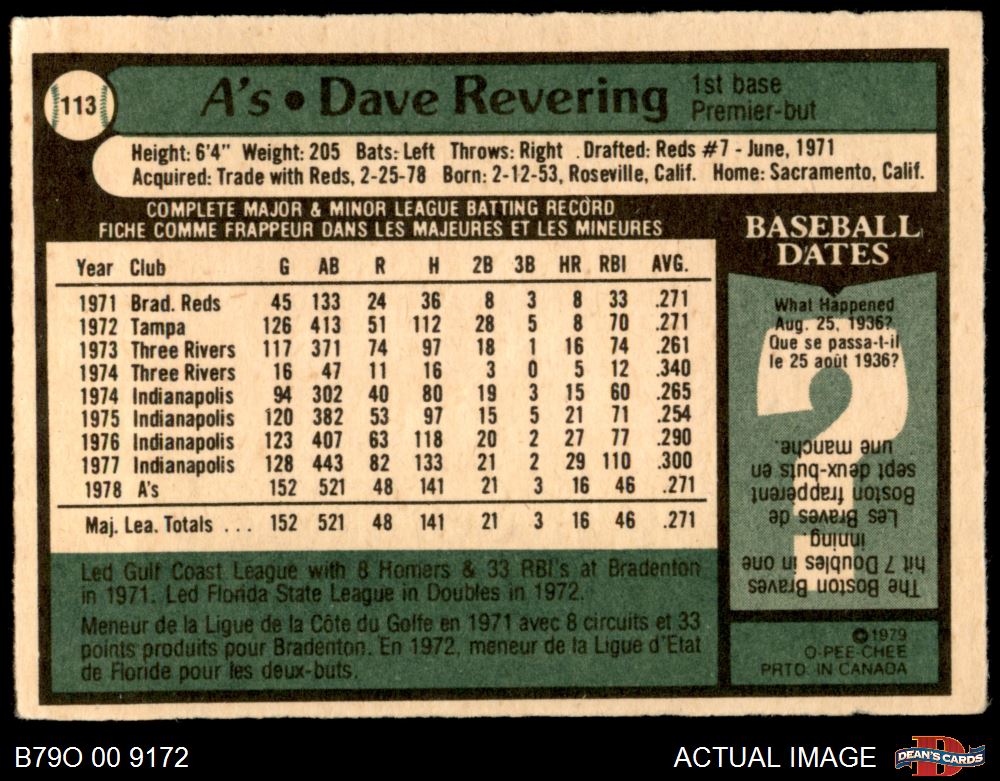 113
A's • Dave Revering
1st base
Premier-but
Height: 6'4" Weight: 205 Bats: Left Throws: Right . Drafted: Reds #7 - June, 1971
Acquired: Trade with Reds, 2-25-78 Born: 2-12-53, Roseville, Calif. Home: Sacramento, Calif.
COMPLETE MAJOR & MINOR LEAGUE BATTING RECORD
FICHE COMME FRAPPEUR DANS LES MAJEURES ET LES MINEURES
Year Club G AB R H 2B 3B HR RBI AVG.
1971 Brad. Reds 45 133 24 36 8 3 8 33 .271
1972 Tampa 126 413 51 112 28 5 8 70 .271
1973 Three Rivers 117 371 74 97 18 1 16 74 .261
1974 Three Rivers 16 47 11 16 3 0 5 12 .340
1974 Indianapolis 94 302 40 80 19 3 15 60 .265
1975 Indianapolis 120 382 53 97 15 5 21 71 .254
1976 Indianapolis 123 407 63 118 20 2 27 77 .290
1977 Indianapolis 128 443 82 133 21 2 29 110 .300
1978 A's 152 521 48 141 21 3 16 46 .271
Maj. Lea. Totals ... 152 521 48 141 21 3 16 46 .271
Led Gulf Coast League with 8 Homers & 33 RBI's at Bradenton
in 1971. Led Florida State League in Doubles in 1972.
Meneur de la Ligue de la Côte du Golfe en 1971 avec 8 circuits et 33
points produits pour Bradenton. En 1972, meneur de la Ligue d'Etat
de Floride pour les deux-buts.
BASEBALL
DATES
What Happened
Aug. 25, 1936?
Que se passa-t-il
le 25 août 1936?
The Boston Braves
hit 7 Doubles in one
inning.
Les Braves de
Boston frappèrent
sept deux-buts en
une manche.
© 1979
O-PEE-CHEE
PRTD. IN CANADA
B79O 00 9172
ACTUAL IMAGE
D
DEAN'S CARDS